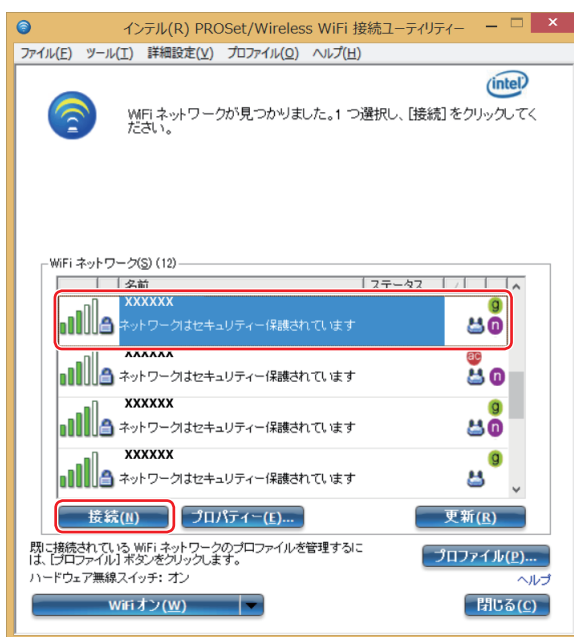 インテル(R) PROSet/Wireless WiFi 接続ユーティリティー
ファイル(F) ツール(T) 詳細設定(V) プロファイル(O) ヘルプ(H)
intel
WiFi ネットワークが見つかりました。1 つ選択し、[接続] をクリックしてく
ださい。
WiFi ネットワーク(S) (12)
名前 ステータス
XXXXXX
g
ネットワークはセキュリティー保護されています
n
XXXXXX
ac
ネットワークはセキュリティー保護されています
n
XXXXXX
g
ネットワークはセキュリティー保護されています
n
XXXXXX
g
ネットワークはセキュリティー保護されています
接続(N) プロパティー(E)... 更新(R)
既に接続されている WiFi ネットワークのプロファイルを管理するに
は、[プロファイル] ボタンをクリックします。
プロファイル(P)...
ハードウェア無線スイッチ: オン
ヘルプ
WiFi オン(W) 閉じる(C)